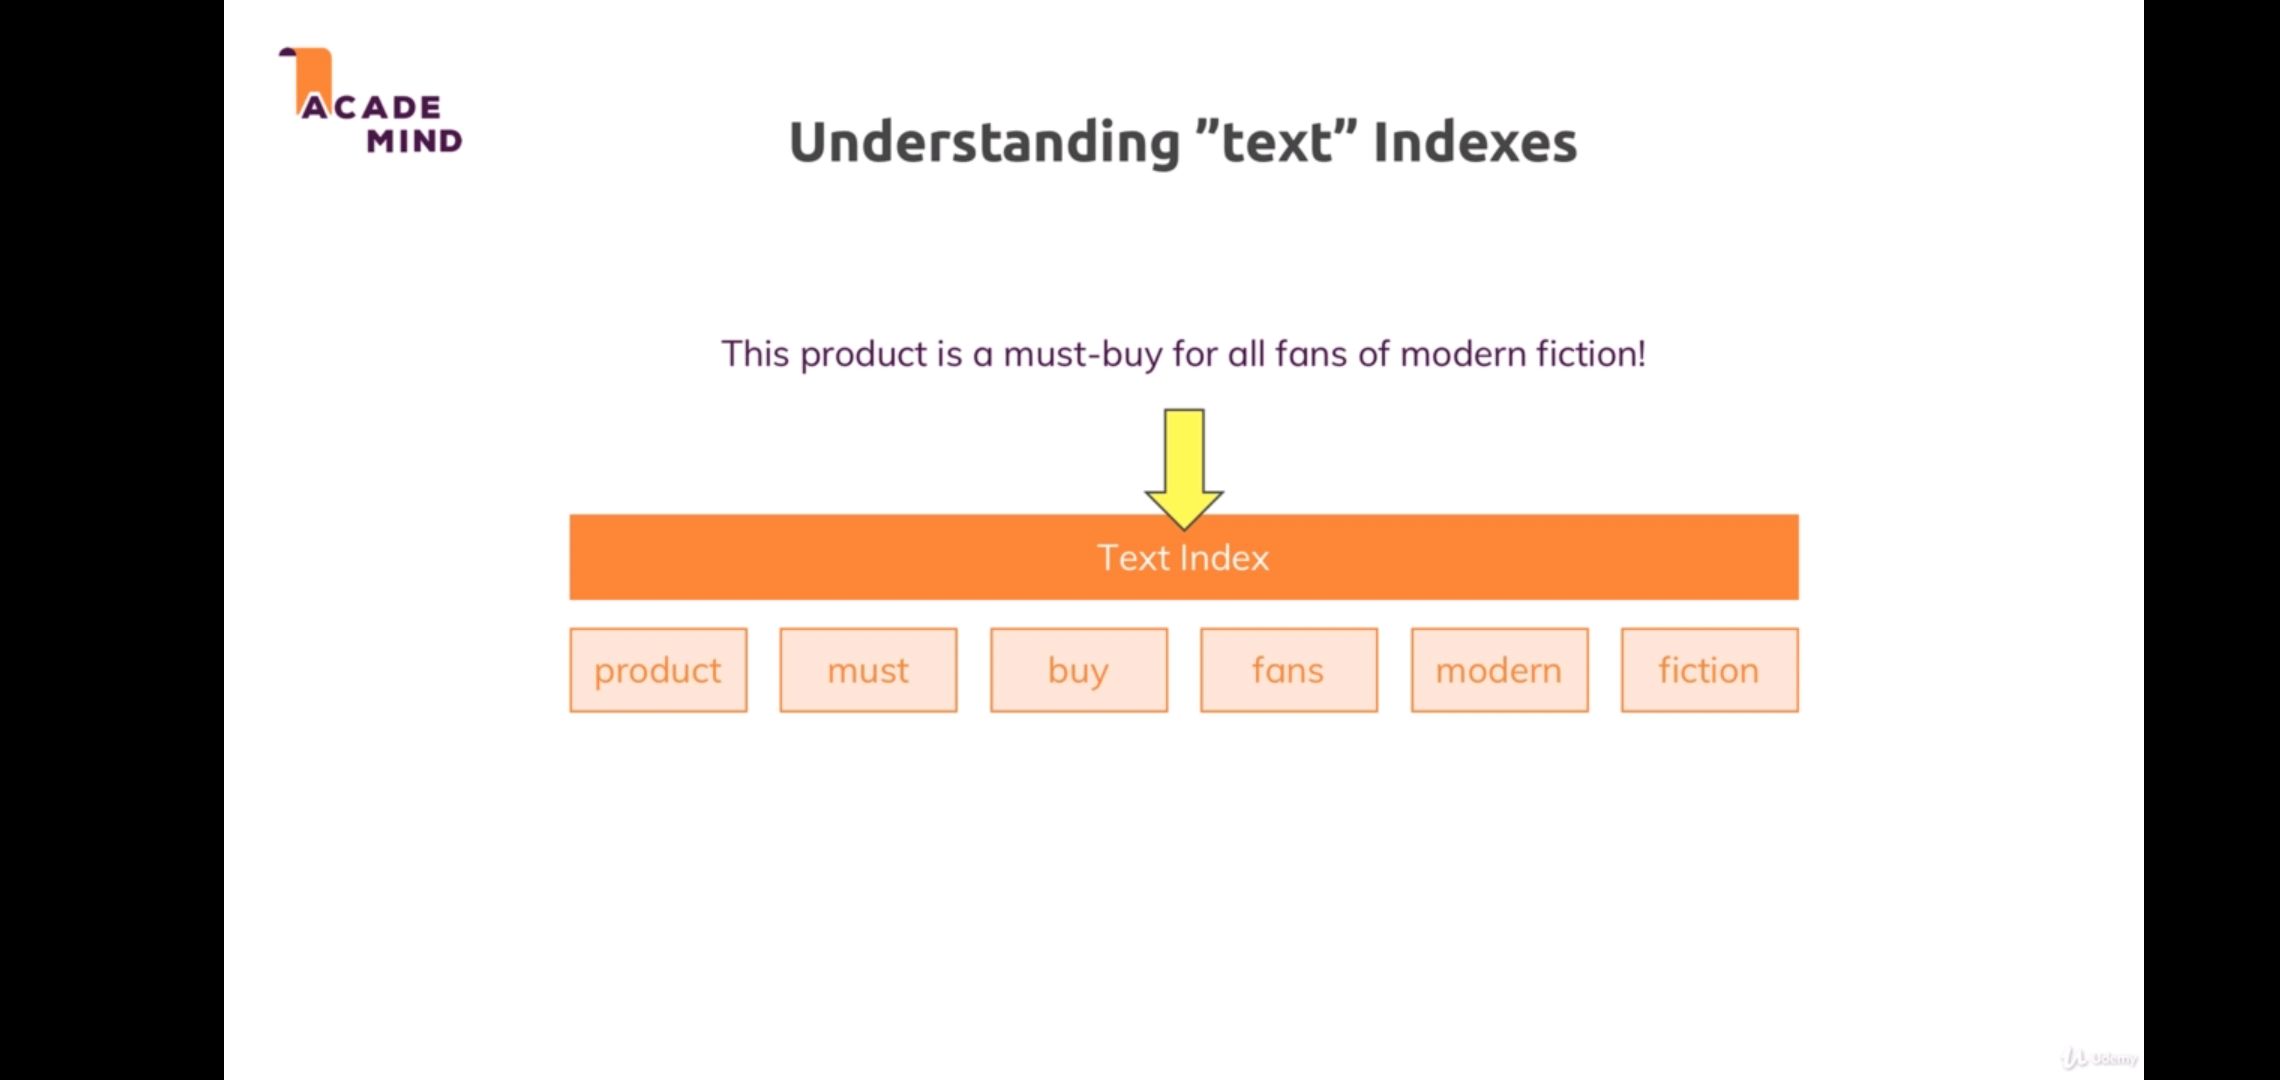 ACADE
MIND
Understanding ”text” Indexes
This product is a must-buy for all fans of modern fiction!
Text Index
product must buy fans modern fiction
Udemy